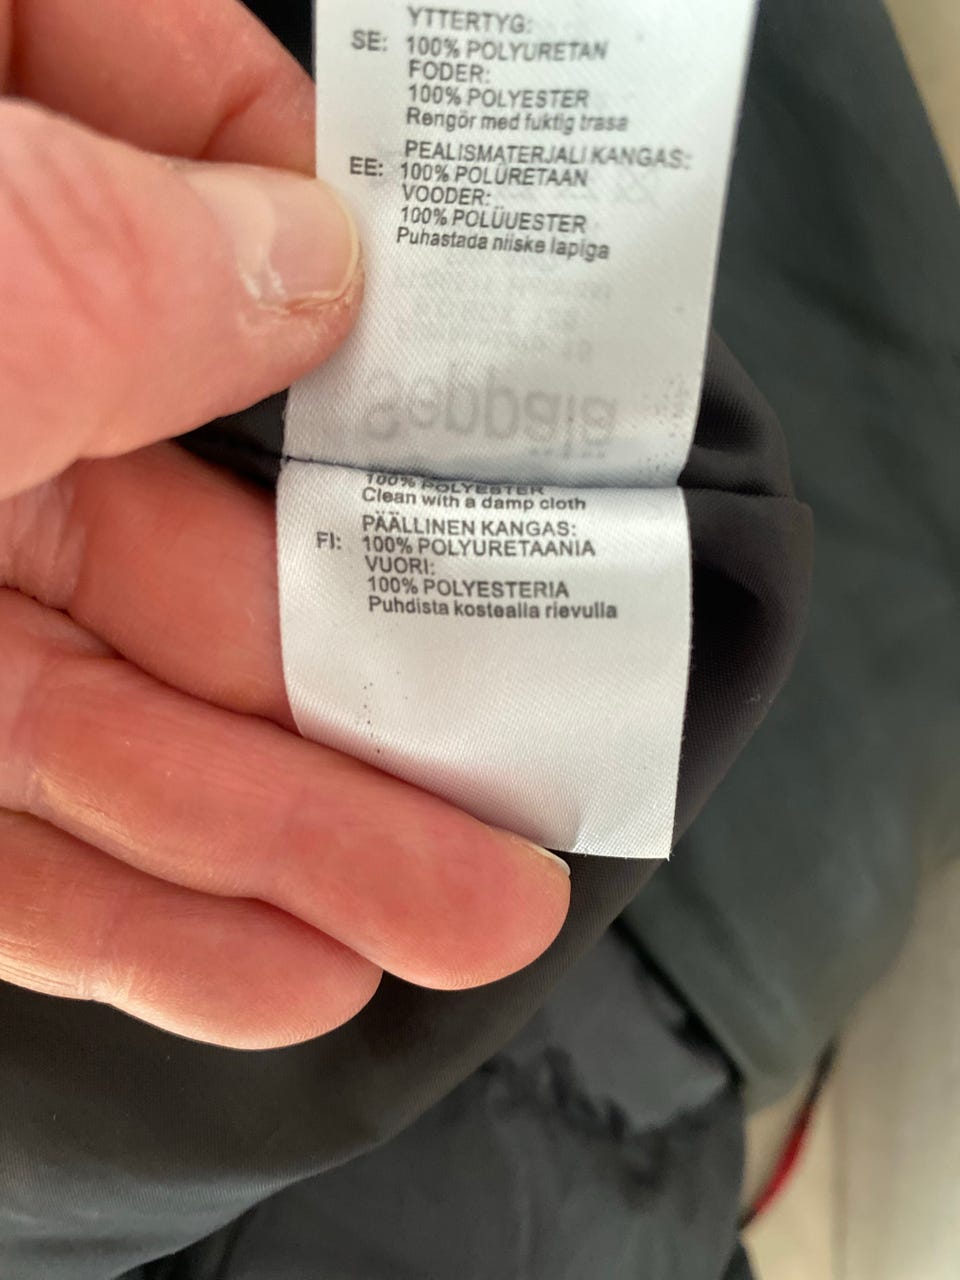 YTTERTYG:
SE: 100% POLYURETAN
FODER:
100% POLYESTER
Rengör med fuktig trasa
PEALISMATERJALI KANGAS:
EE: 100% POLÜRETAAN
VOODER:
100% POLÜUESTER
Puhastada niiske lapiga
Seppälä
100% POLYESTER
Clean with a damp cloth
PÄÄLLINEN KANGAS:
FI: 100% POLYURETAANIA
VUORI:
100% POLYESTERIA
Puhdista kostealla rievulla